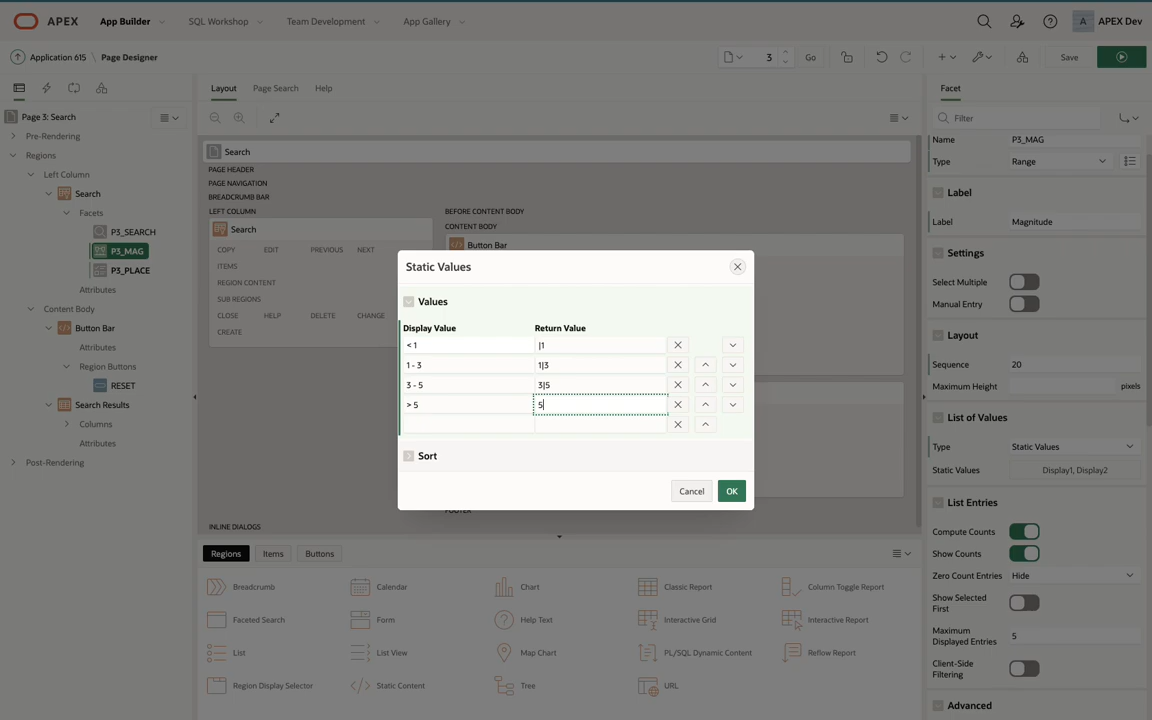 APEX
App Builder
SQL Workshop
Team Development
App Gallery
A
APEX Dev
Application 615
\
Page Designer
3
Go
Save
Layout
Page Search
Help
Facet
Page 3: Search
Pre-Rendering
Regions
Left Column
Search
Facets
P3_SEARCH
P3_MAG
P3_PLACE
Attributes
Content Body
Button Bar
Attributes
Region Buttons
RESET
Search Results
Columns
Attributes
Post-Rendering
Search
PAGE HEADER
PAGE NAVIGATION
BREADCRUMB BAR
LEFT COLUMN
Search
COPY EDIT PREVIOUS NEXT
ITEMS
REGION CONTENT
SUB REGIONS
CLOSE HELP DELETE CHANGE
CREATE
BEFORE CONTENT BODY
CONTENT BODY
Button Bar
FOOTER
INLINE DIALOGS
Static Values
Values
Display Value Return Value
< 1 |1
1 - 3 1|3
3 - 5 3|5
> 5 5
Sort
Cancel OK
Regions Items Buttons
Breadcrumb Calendar Chart Classic Report Column Toggle Report
Faceted Search Form Help Text Interactive Grid Interactive Report
List List View Map Chart PL/SQL Dynamic Content Reflow Report
Region Display Selector Static Content Tree URL
Filter
Name P3_MAG
Type Range
Label
Label Magnitude
Settings
Select Multiple
Manual Entry
Layout
Sequence 20
Maximum Height pixels
List of Values
Type Static Values
Static Values Display1, Display2
List Entries
Compute Counts
Show Counts
Zero Count Entries Hide
Show Selected
First
Maximum
Displayed Entries 5
Client-Side
Filtering
Advanced